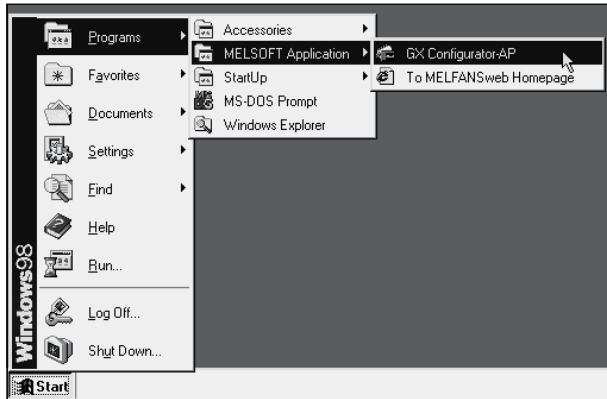 Programs
Favorites
Documents
Settings
Find
Help
Run...
Log Off...
Shut Down...
Windows98
Start
Accessories
MELSOFT Application
StartUp
MS-DOS Prompt
Windows Explorer
GX Configurator-AP
To MELFANSweb Homepage